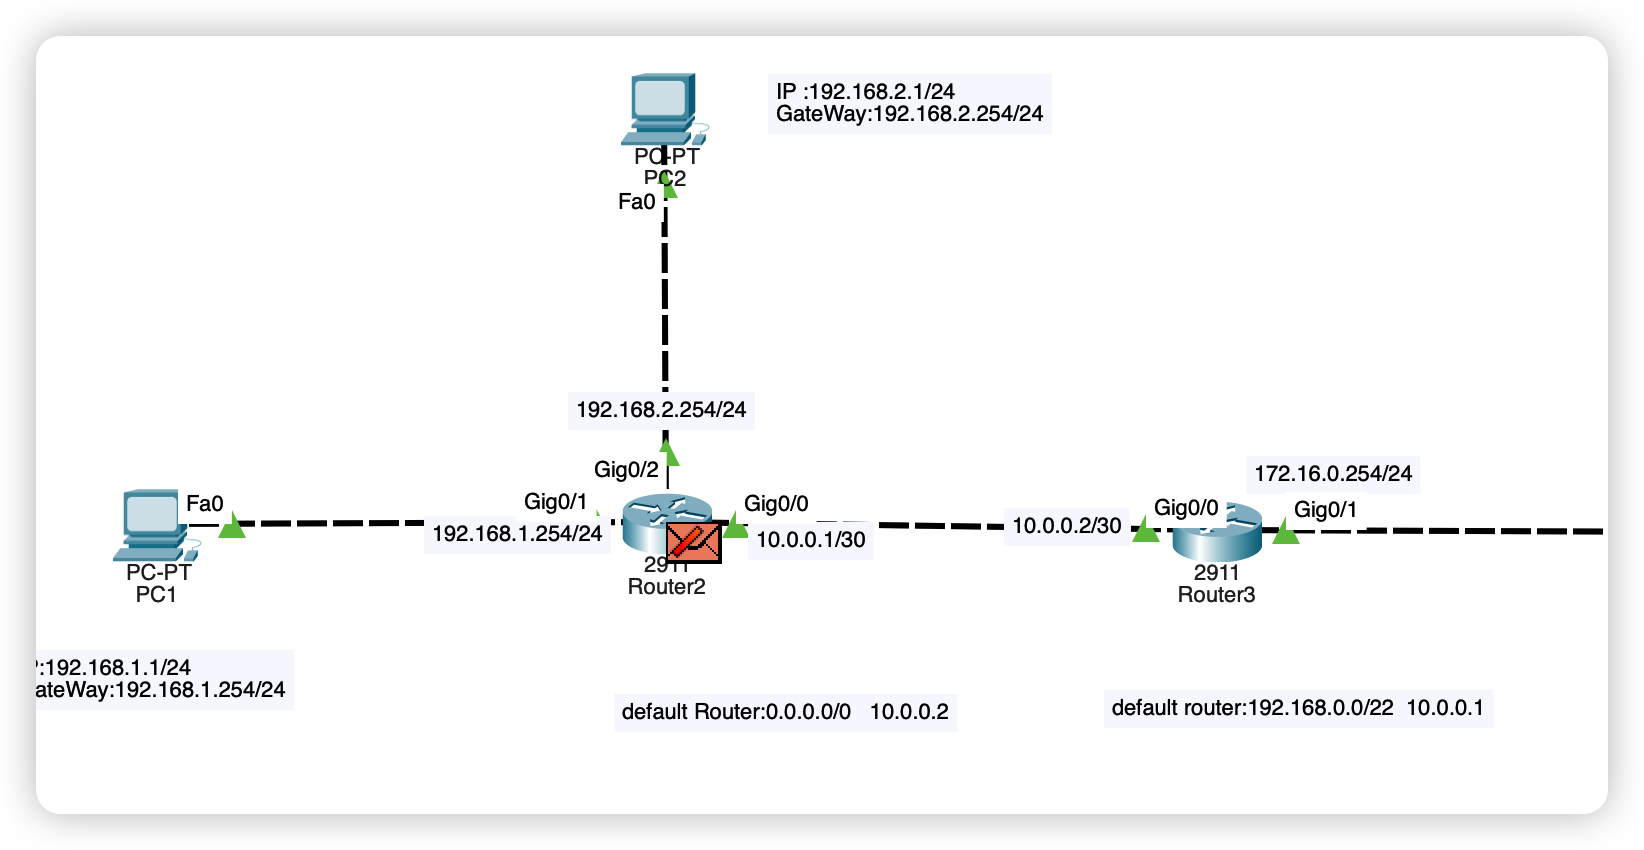 IP :192.168.2.1/24
GateWay:192.168.2.254/24
PC-PT
PC2
Fa0
192.168.2.254/24
Gig0/2
172.16.0.254/24
Fa0
Gig0/1
Gig0/0
Gig0/0
Gig0/1
192.168.1.254/24
10.0.0.1/30
10.0.0.2/30
PC-PT
PC1
2911
Router2
2911
Router3
:192.168.1.1/24
ateWay:192.168.1.254/24
default Router:0.0.0.0/0 10.0.0.2
default router:192.168.0.0/22 10.0.0.1